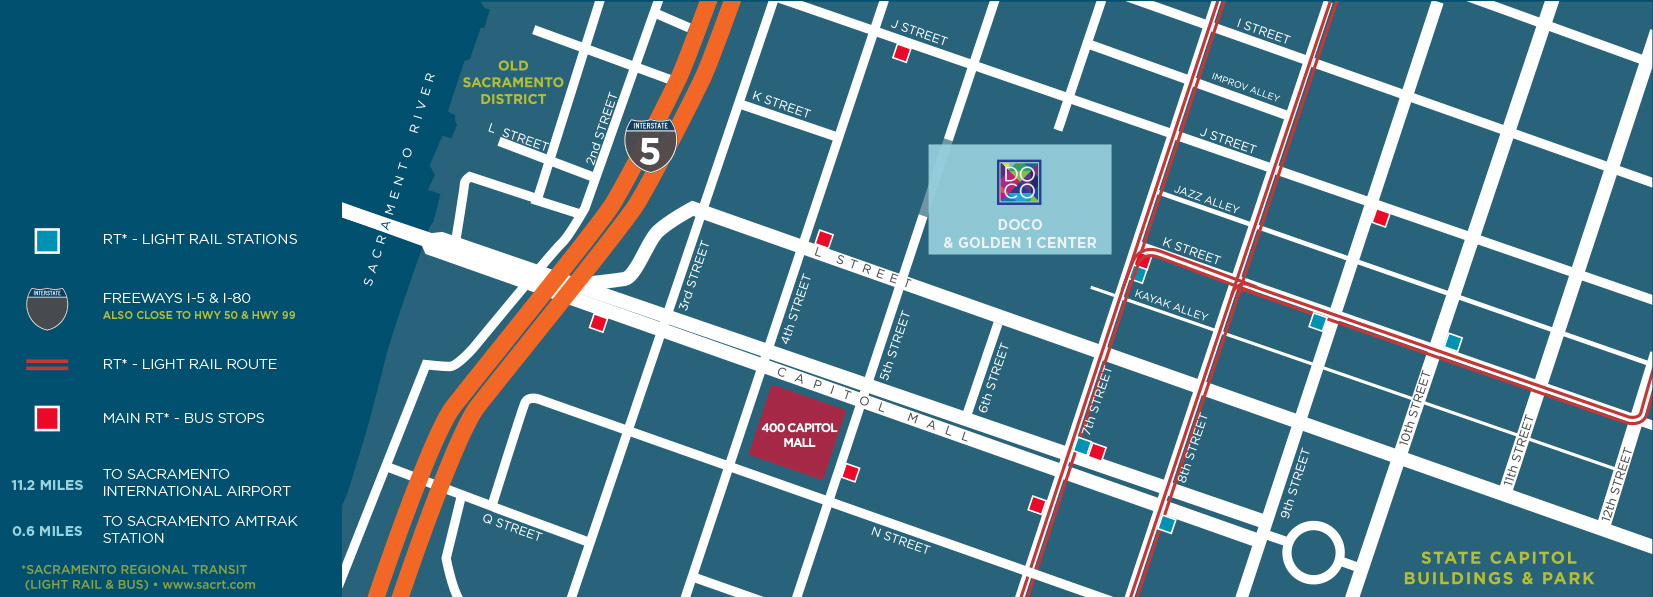 RT* - LIGHT RAIL STATIONS
INTERSTATE
FREEWAYS I-5 & I-80
ALSO CLOSE TO HWY 50 & HWY 99
RT* - LIGHT RAIL ROUTE
MAIN RT* - BUS STOPS
11.2 MILES
TO SACRAMENTO
INTERNATIONAL AIRPORT
0.6 MILES
TO SACRAMENTO AMTRAK
STATION
*SACRAMENTO REGIONAL TRANSIT
(LIGHT RAIL & BUS) • www.sacrt.com
SACRAMENTO RIVER
OLD
SACRAMENTO
DISTRICT
L STREET
2nd STREET
INTERSTATE
5
K STREET
J STREET
I STREET
IMPROV ALLEY
J STREET
JAZZ ALLEY
K STREET
KAYAK ALLEY
DO
CO
DOCO
& GOLDEN 1 CENTER
L STREET
3rd STREET
4th STREET
5th STREET
6th STREET
7th STREET
8th STREET
9th STREET
10th STREET
11th STREET
12th STREET
CAPITOL MALL
400 CAPITOL
MALL
Q STREET
N STREET
STATE CAPITOL
BUILDINGS & PARK